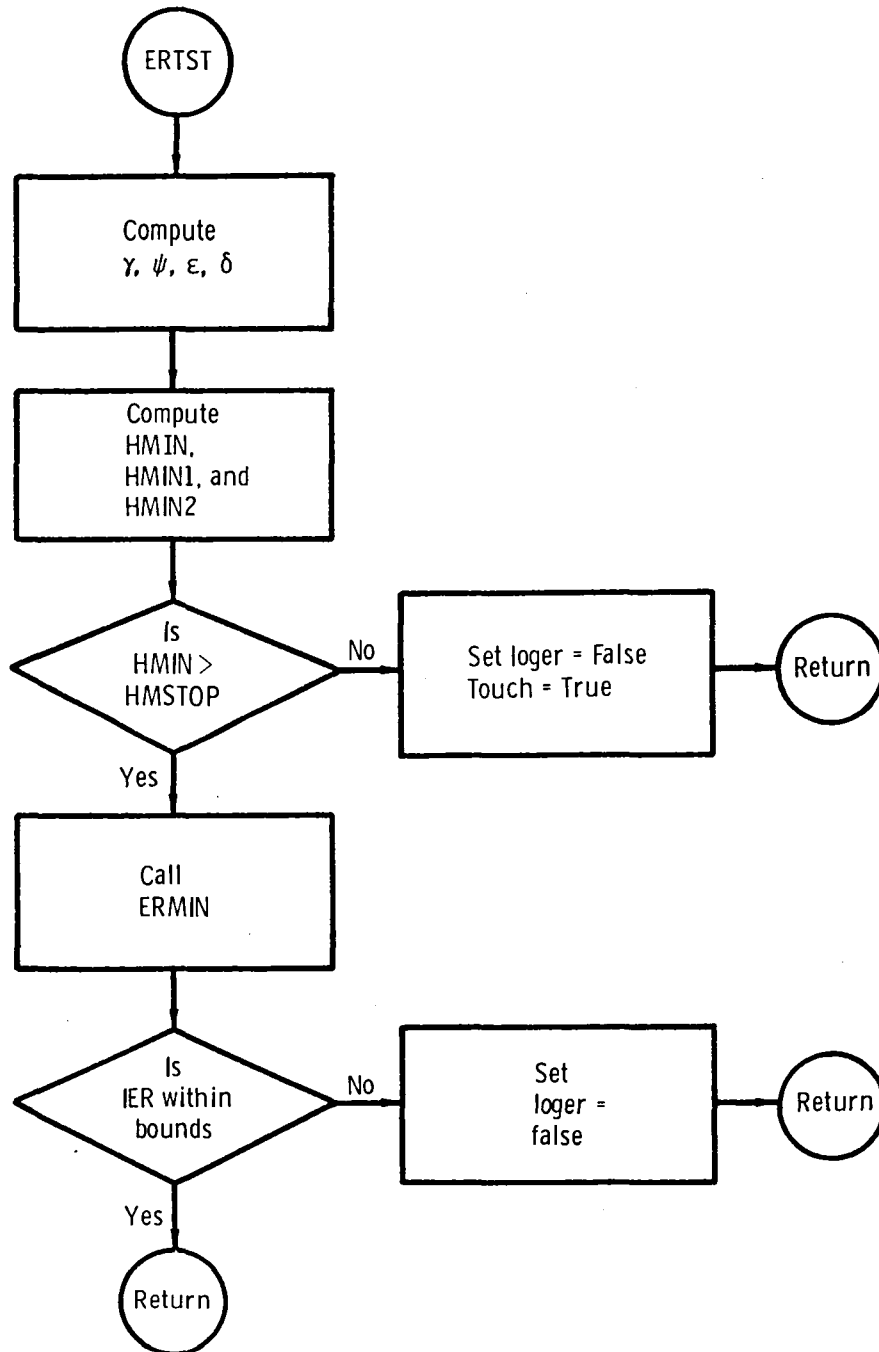 ERTST
Compute
γ, ψ, ε, δ
Compute
HMIN,
HMIN1, and
HMIN2
Is
HMIN >
HMSTOP
No
Set loger = False
Touch = True
Return
Yes
Call
ERMIN
Is
IER within
bounds
No
Set
loger =
false
Return
Yes
Return